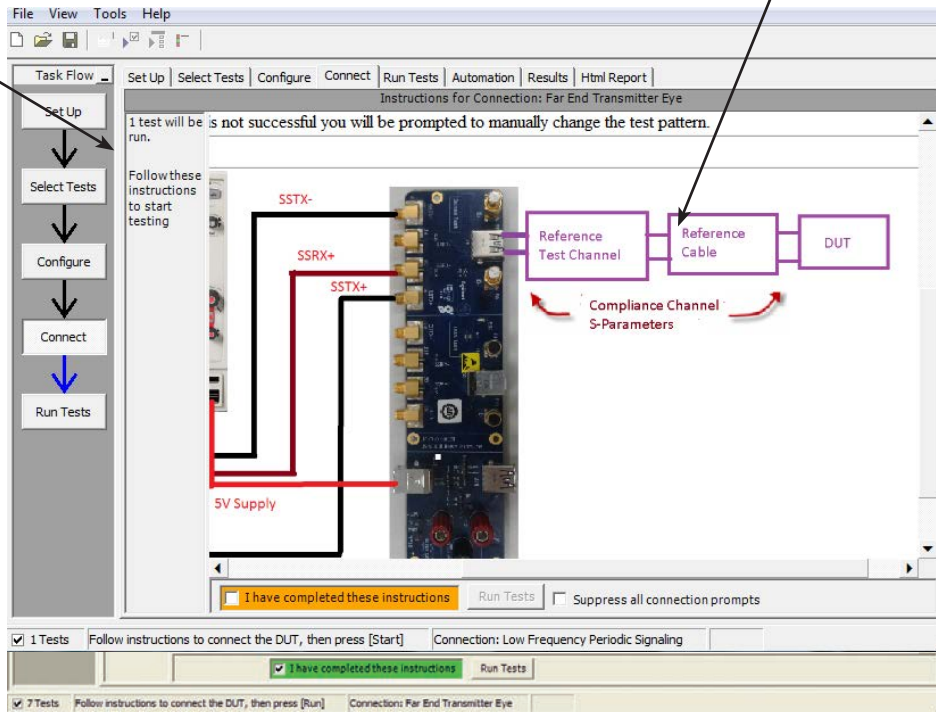 File View Tools Help
Task Flow
Set Up
Select Tests
Configure
Connect
Run Tests
Set Up Select Tests Configure Connect Run Tests Automation Results Html Report
Instructions for Connection: Far End Transmitter Eye
1 test will be run.
Follow these instructions to start testing
is not successful you will be prompted to manually change the test pattern.
SSTX-
SSRX+
SSTX+
5V Supply
Reference Test Channel
Reference Cable
DUT
Compliance Channel
S-Parameters
I have completed these instructions Run Tests Suppress all connection prompts
1 Tests Follow instructions to connect the DUT, then press [Start] Connection: Low Frequency Periodic Signaling
I have completed these instructions Run Tests
7 Tests Follow instructions to connect the DUT, then press [Run] Connection: Far End Transmitter Eye